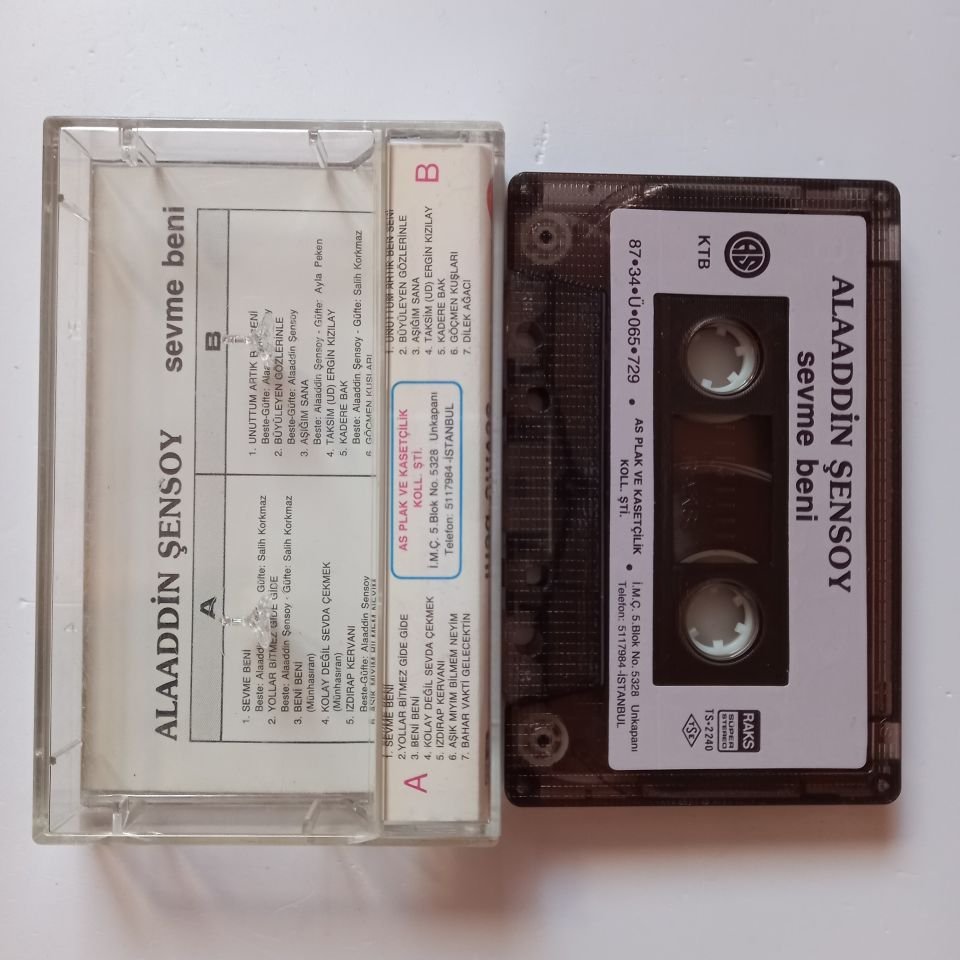 ALAADDİN ŞENSOY sevme beni
A
1. SEVME BENİ
Güfte: Salih Korkmaz
2. YOLLAR BİTMEZ GİDE GİDE
Beste: Alaaddin Şensoy - Güfte: Salih Korkmaz
3. BENİ BENİ
(Münhasıran)
4. KOLAY DEĞİL SEVDA ÇEKMEK
(Münhasıran)
5. IZDIRAP KERVANI
Beste-Güfte: Alaaddin Şensoy
B
1. UNUTTUM ARTIK
Beste-Güfte:
2. BÜYÜLEYEN GÖZLERİNLE
Beste-Güfte: Alaaddin Şensoy
3. AŞIĞIM SANA
Beste: Alaaddin Şensoy - Güfte: Ayla Peken
4. TAKSİM (UD) ERGİN KIZILAY
5. KADERE BAK
Beste: Alaaddin Şensoy - Güfte: Salih Korkmaz
6. GÖÇMEN KUŞLARI
A
1. SEVME BENİ
2.YOLLAR BİTMEZ GİDE GİDE
3. BENİ BENİ
4. KOLAY DEĞİL SEVDA ÇEKMEK
5. IZDIRAP KERVANI
6. AŞIK MIYIM BİLMEM NEYİM
7. BAHAR VAKTİ GELECEKTİN
AS PLAK VE KASETÇİLİK
KOLL. ŞTİ.
İ.M.Ç. 5.Blok No. 5328 Unkapanı
Telefon: 5117984-İSTANBUL
B
1. UNUTTUM ARTIK BEN SENİ
2. BÜYÜLEYEN GÖZLERİNLE
3. AŞIĞIM SANA
4. TAKSİM (UD) ERGİN KIZILAY
5. KADERE BAK
6. GÖÇMEN KUŞLARI
7. DİLEK AĞACI
ALAADDİN ŞENSOY
sevme beni
AS
KTB
87•34•Ü•065•729 • AS PLAK VE KASETÇİLİK
KOLL. ŞTİ.
• İ.M.Ç. 5.Blok No. 5328 Unkapanı
Telefon: 5117984-İSTANBUL
RAKS
SUPER
STEREO
TS•2240
TSE